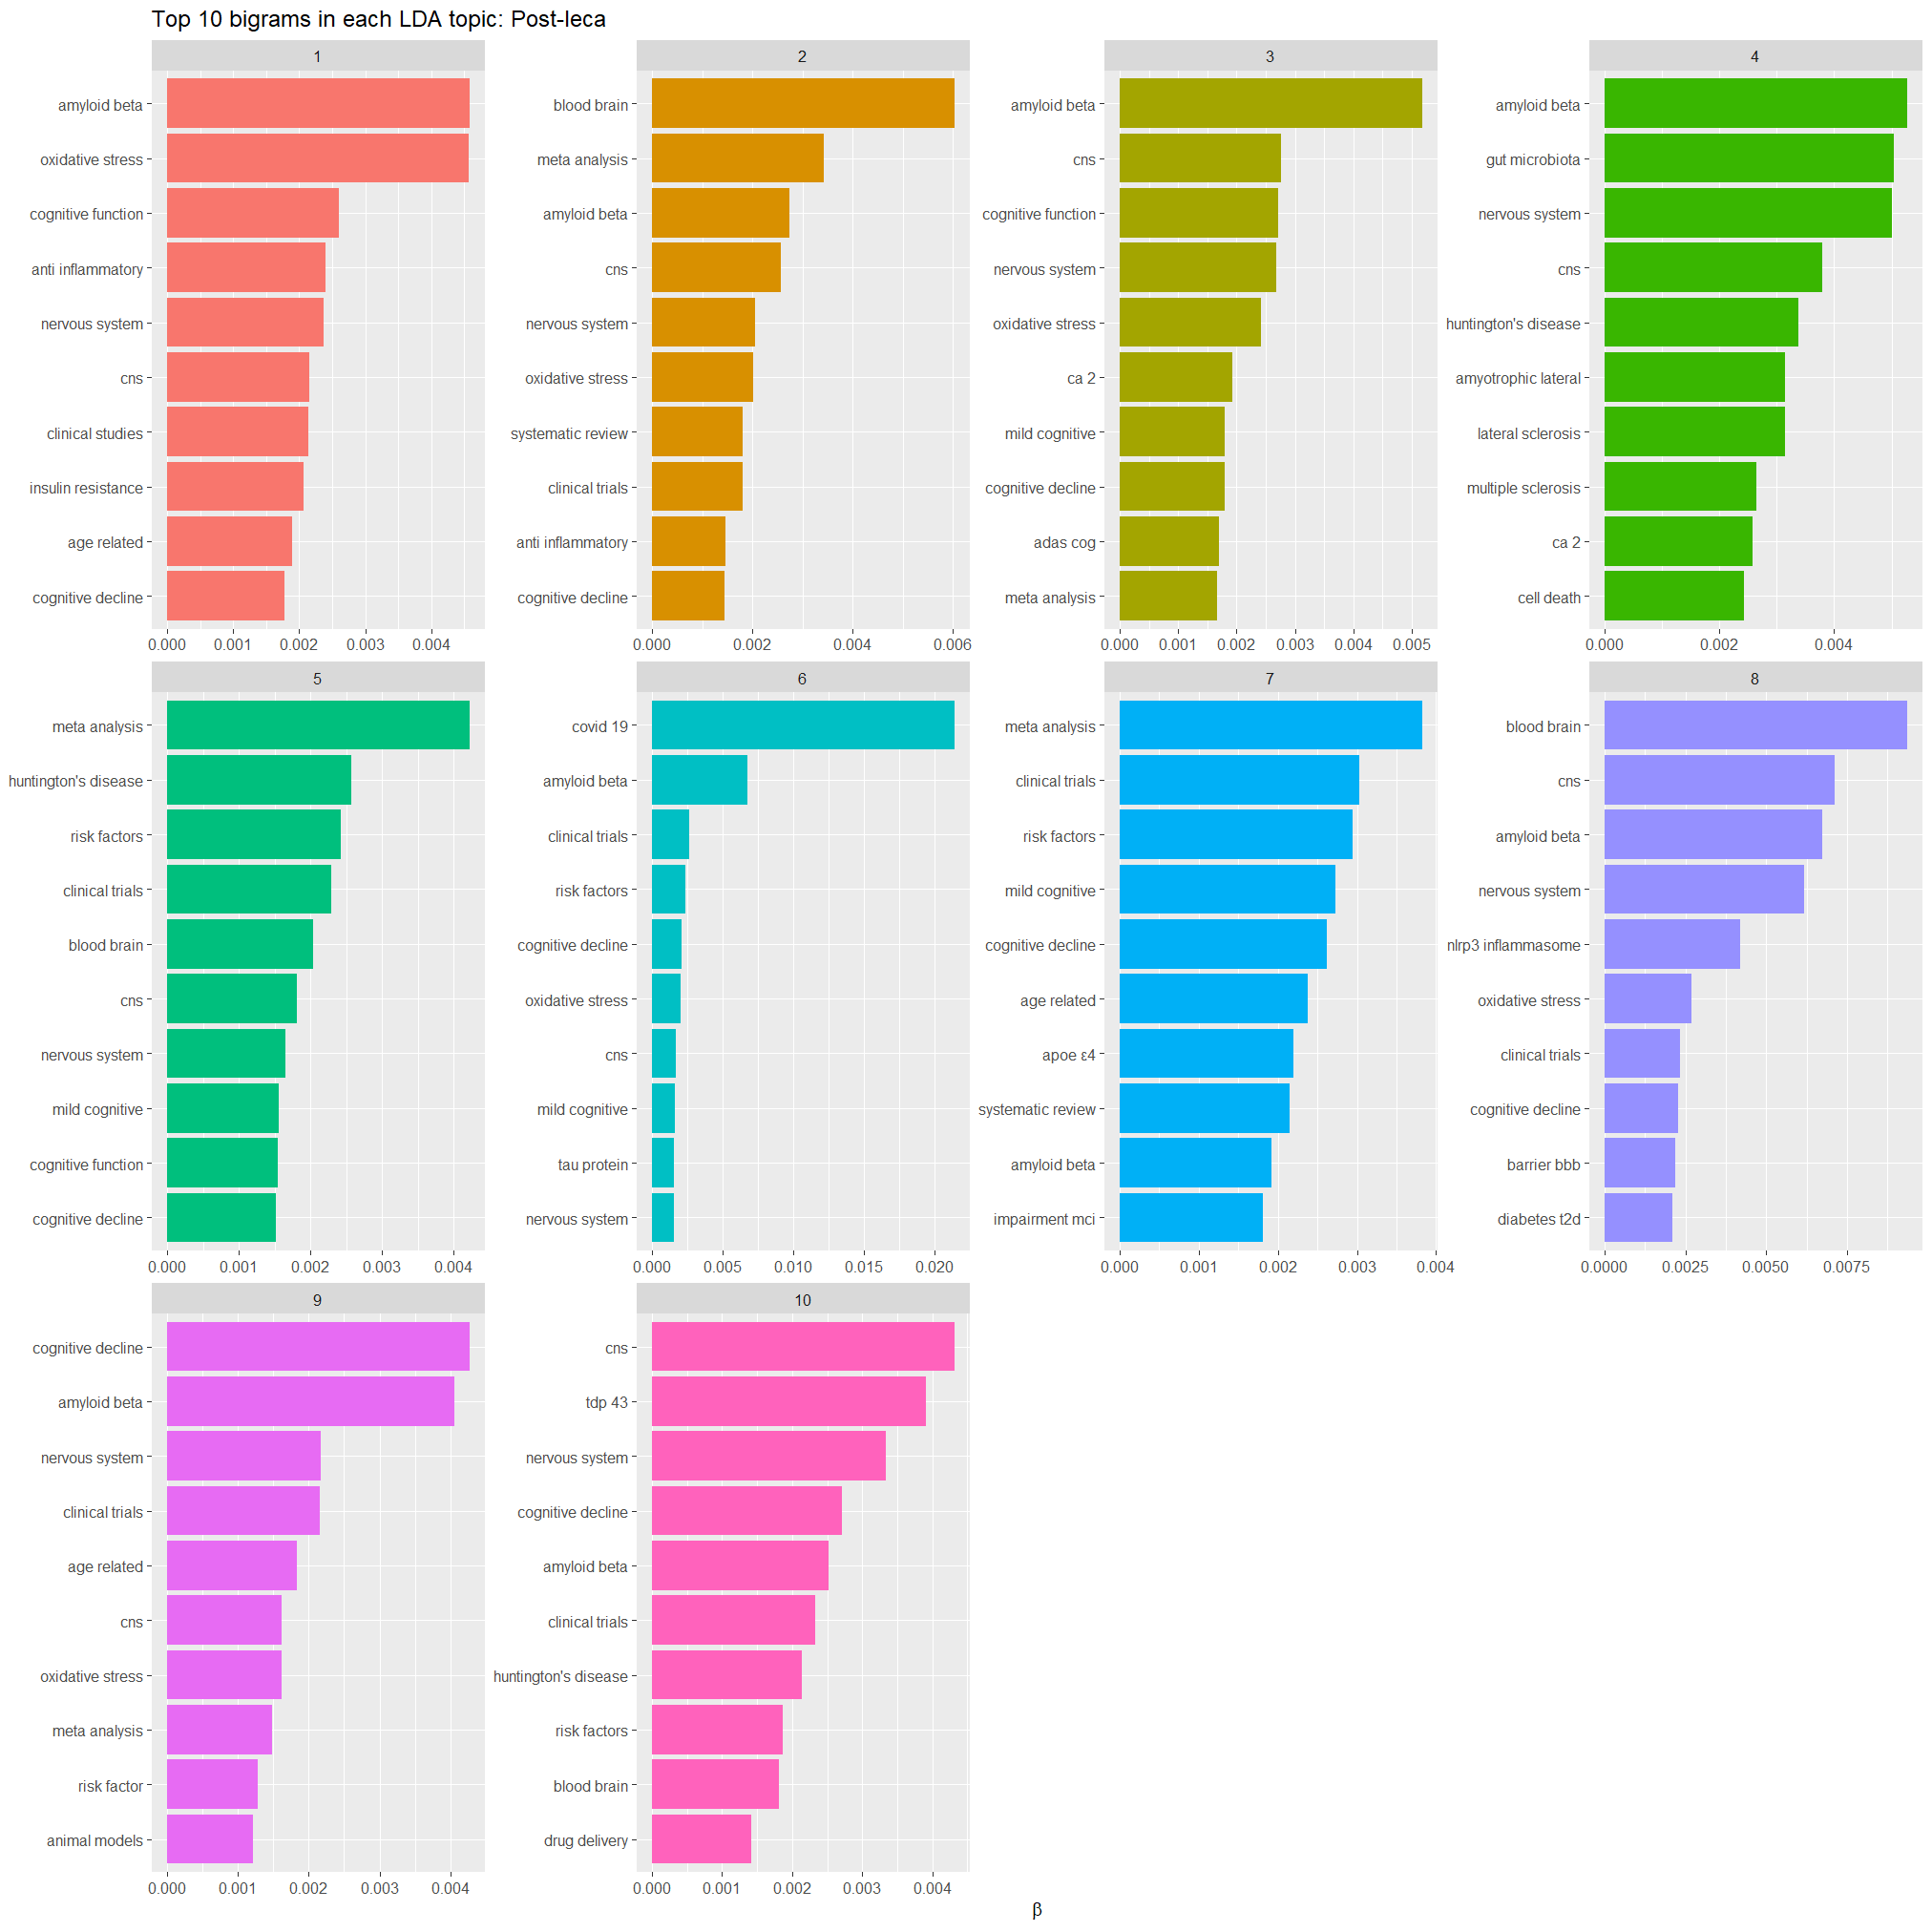 Top 10 bigrams in each LDA topic: Post-leca
1
amyloid beta
oxidative stress
cognitive function
anti inflammatory
nervous system
cns
clinical studies
insulin resistance
age related
cognitive decline
0.000 0.001 0.002 0.003 0.004
2
blood brain
meta analysis
amyloid beta
cns
nervous system
oxidative stress
systematic review
clinical trials
anti inflammatory
cognitive decline
0.000 0.002 0.004 0.006
3
amyloid beta
cns
cognitive function
nervous system
oxidative stress
ca 2
mild cognitive
cognitive decline
adas cog
meta analysis
0.000 0.001 0.002 0.003 0.004 0.005
4
amyloid beta
gut microbiota
nervous system
cns
huntington's disease
amyotrophic lateral
lateral sclerosis
multiple sclerosis
ca 2
cell death
0.000 0.002 0.004
5
meta analysis
huntington's disease
risk factors
clinical trials
blood brain
cns
nervous system
mild cognitive
cognitive function
cognitive decline
0.000 0.001 0.002 0.003 0.004
6
covid 19
amyloid beta
clinical trials
risk factors
cognitive decline
oxidative stress
cns
mild cognitive
tau protein
nervous system
0.000 0.005 0.010 0.015 0.020
7
meta analysis
clinical trials
risk factors
mild cognitive
cognitive decline
age related
apoe ε4
systematic review
amyloid beta
impairment mci
0.000 0.001 0.002 0.003 0.004
8
blood brain
cns
amyloid beta
nervous system
nlrp3 inflammasome
oxidative stress
clinical trials
cognitive decline
barrier bbb
diabetes t2d
0.0000 0.0025 0.0050 0.0075
9
cognitive decline
amyloid beta
nervous system
clinical trials
age related
cns
oxidative stress
meta analysis
risk factor
animal models
0.000 0.001 0.002 0.003 0.004
10
cns
tdp 43
nervous system
cognitive decline
amyloid beta
clinical trials
huntington's disease
risk factors
blood brain
drug delivery
0.000 0.001 0.002 0.003 0.004
β